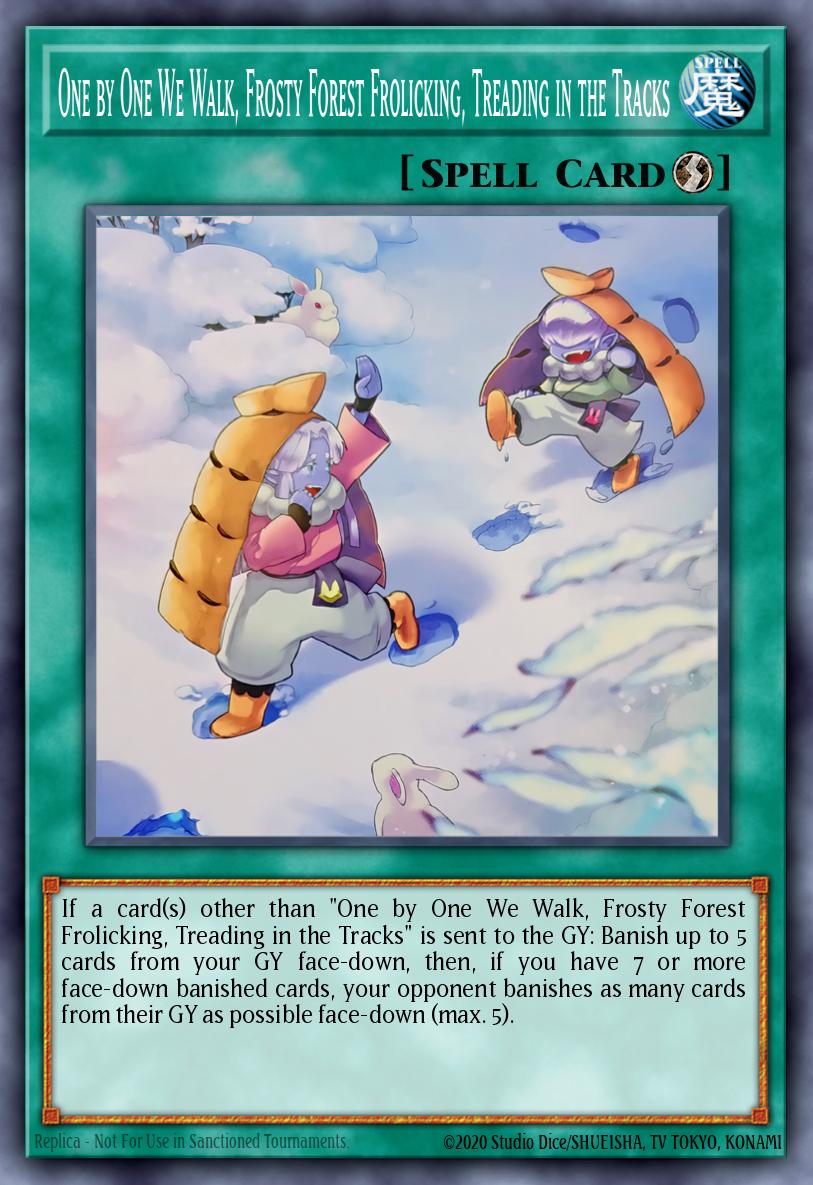 One by One We Walk, Frosty Forest Frolicking, Treading in the Tracks
SPELL
魔
[Spell Card]
If a card(s) other than "One by One We Walk, Frosty Forest
Frolicking, Treading in the Tracks" is sent to the GY: Banish up to 5
cards from your GY face-down, then, if you have 7 or more
face-down banished cards, your opponent banishes as many cards
from their GY as possible face-down (max. 5).
Replica - Not For Use in Sanctioned Tournaments.
©2020 Studio Dice/SHUEISHA, TV TOKYO, KONAMI